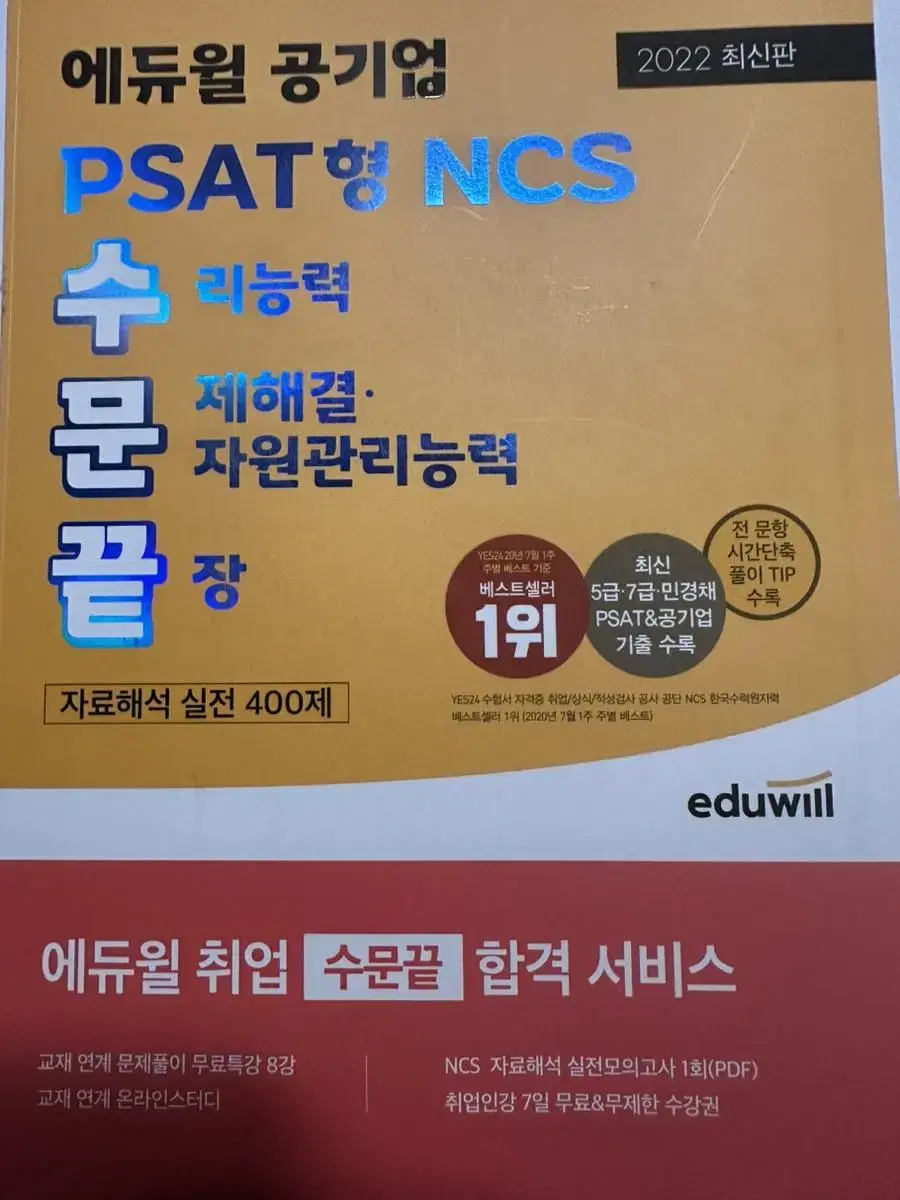 에듀윌 공기업
2022 최신판
PSAT형 NCS
수리능력
문제해결·
자원관리능력
끝장
자료해석 실전 400제
YES24 20년 7월 1주
주별 베스트 기준
베스트셀러
1위
최신
5급·7급·민경채
PSAT&공기업
기출 수록
전 문항
시간단축
풀이 TIP
수록
YES24 수험서 자격증 취업/상식/적성검사 공사 공단 NCS 한국수력원자력
베스트셀러 1위 (2020년 7월 1주 주별 베스트)
eduwill
에듀윌 취업 수문끝 합격 서비스
교재 연계 문제풀이 무료특강 8강
교재 연계 온라인스터디
NCS 자료해석 실전모의고사 1회(PDF)
취업인강 7일 무료&무제한 수강권